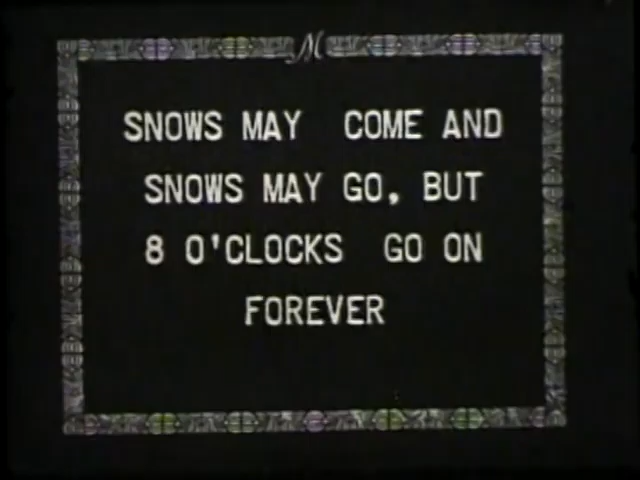 M
SNOWS MAY COME AND
SNOWS MAY GO, BUT
8 O'CLOCKS GO ON
FOREVER